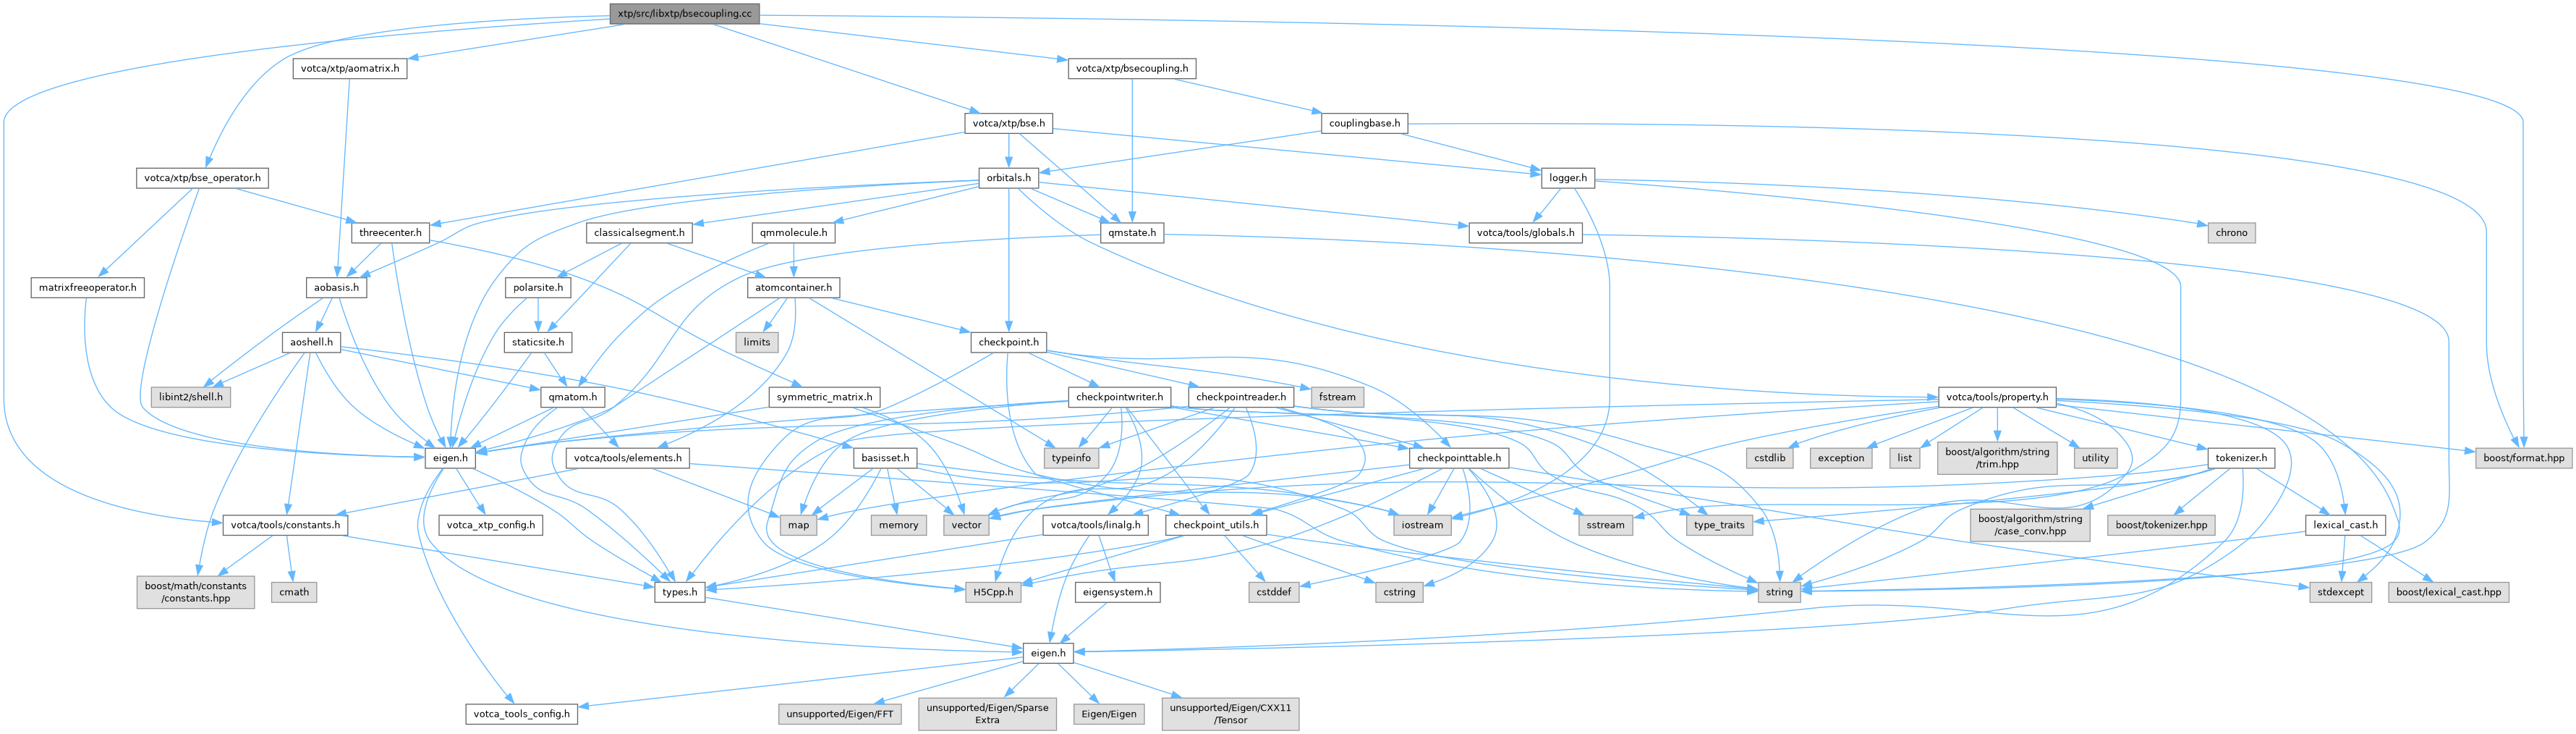 xtp/src/libxtp/bsecoupling.cc
votca/xtp/aomatrix.h
votca/xtp/bsecoupling.h
votca/xtp/bse.h
couplingbase.h
votca/xtp/bse_operator.h
orbitals.h
logger.h
threecenter.h
classicalsegment.h
qmmolecule.h
qmstate.h
votca/tools/globals.h
chrono
matrixfreeoperator.h
aobasis.h
polarsite.h
atomcontainer.h
aoshell.h
staticsite.h
limits
checkpoint.h
libint2/shell.h
qmatom.h
symmetric_matrix.h
checkpointwriter.h
checkpointreader.h
fstream
votca/tools/property.h
eigen.h
votca/tools/elements.h
basisset.h
typeinfo
checkpointtable.h
cstdlib
exception
list
boost/algorithm/string
/trim.hpp
utility
tokenizer.h
boost/format.hpp
votca/tools/constants.h
votca_xtp_config.h
map
memory
vector
votca/tools/linalg.h
checkpoint_utils.h
iostream
sstream
type_traits
boost/algorithm/string
/case_conv.hpp
boost/tokenizer.hpp
lexical_cast.h
boost/math/constants
/constants.hpp
cmath
types.h
H5Cpp.h
eigensystem.h
cstddef
cstring
string
stdexcept
boost/lexical_cast.hpp
eigen.h
votca_tools_config.h
unsupported/Eigen/FFT
unsupported/Eigen/Sparse
Extra
Eigen/Eigen
unsupported/Eigen/CXX11
/Tensor